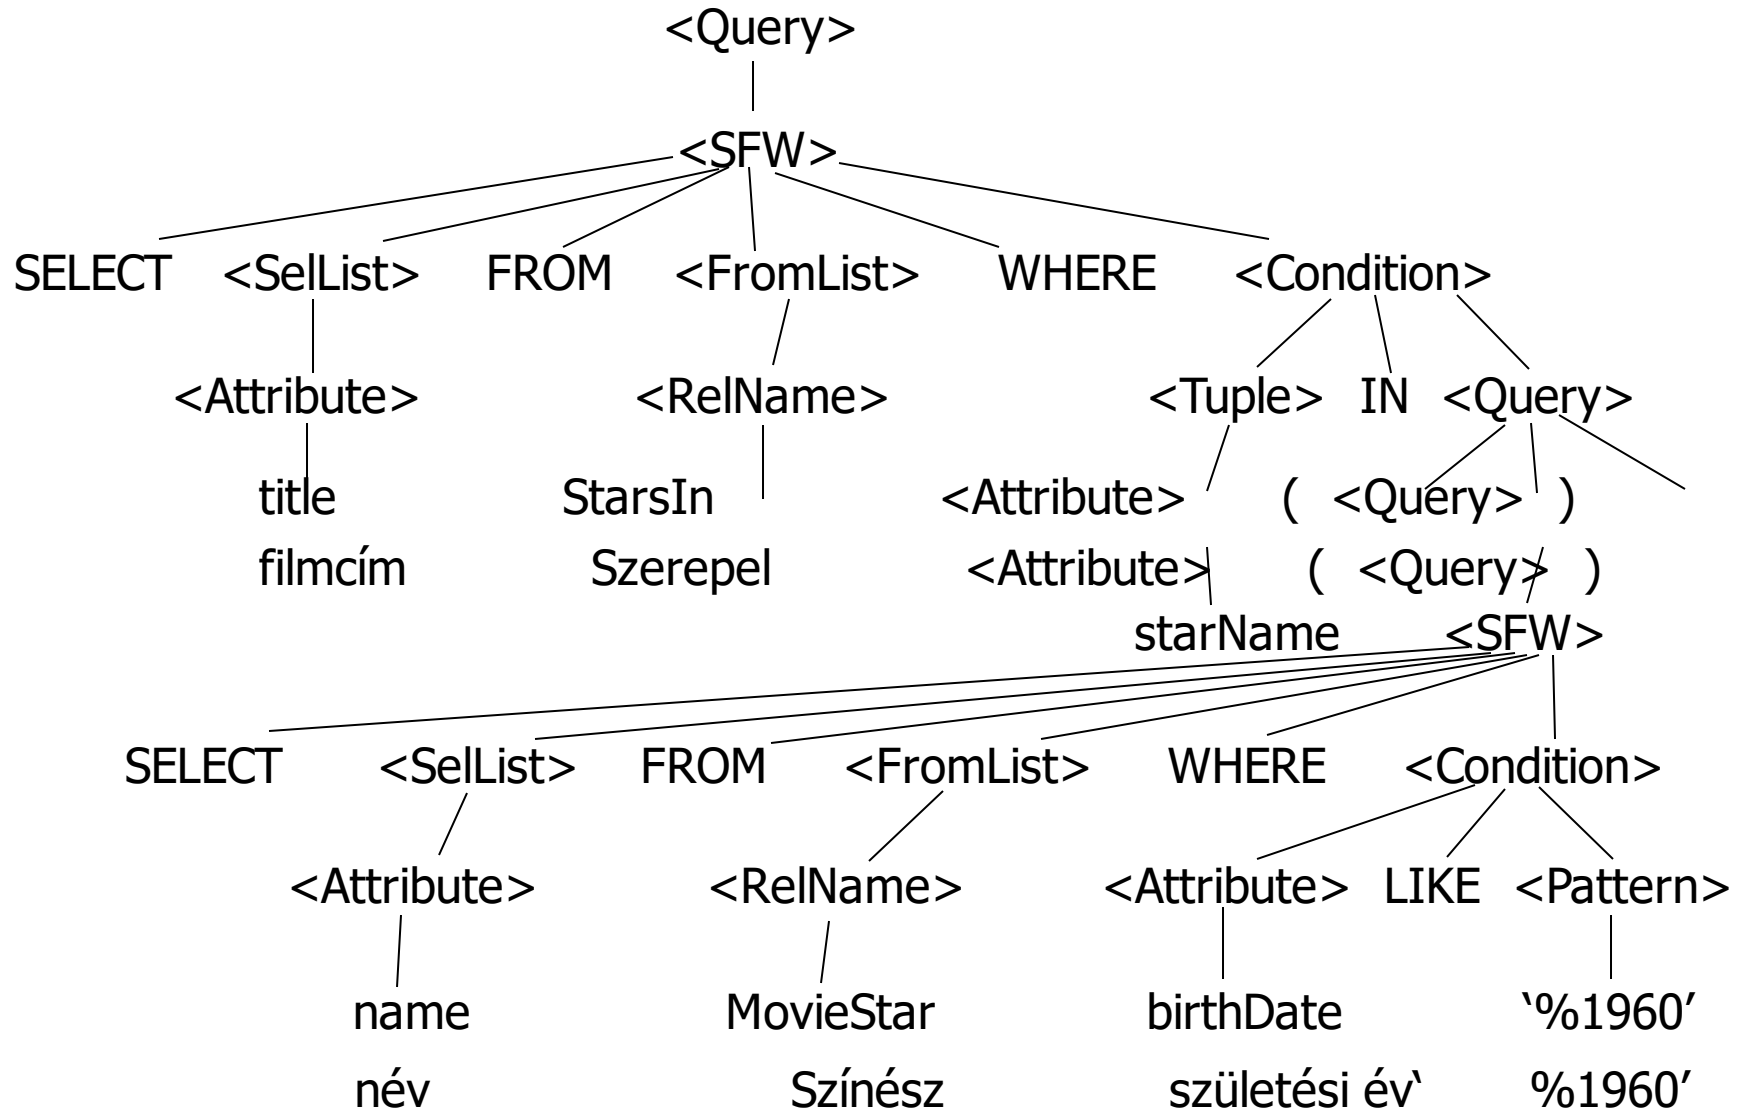 <Query>
<SFW>
SELECT <SelList> FROM <FromList> WHERE <Condition>
<Attribute> <RelName> <Tuple> IN <Query>
title StarsIn <Attribute> ( <Query> )
filmcím Szerepel <Attribute> ( <Query> )
starName <SFW>
SELECT <SelList> FROM <FromList> WHERE <Condition>
<Attribute> <RelName> <Attribute> LIKE <Pattern>
name MovieStar birthDate ‘%1960’
név Színész születési év‘ %1960’